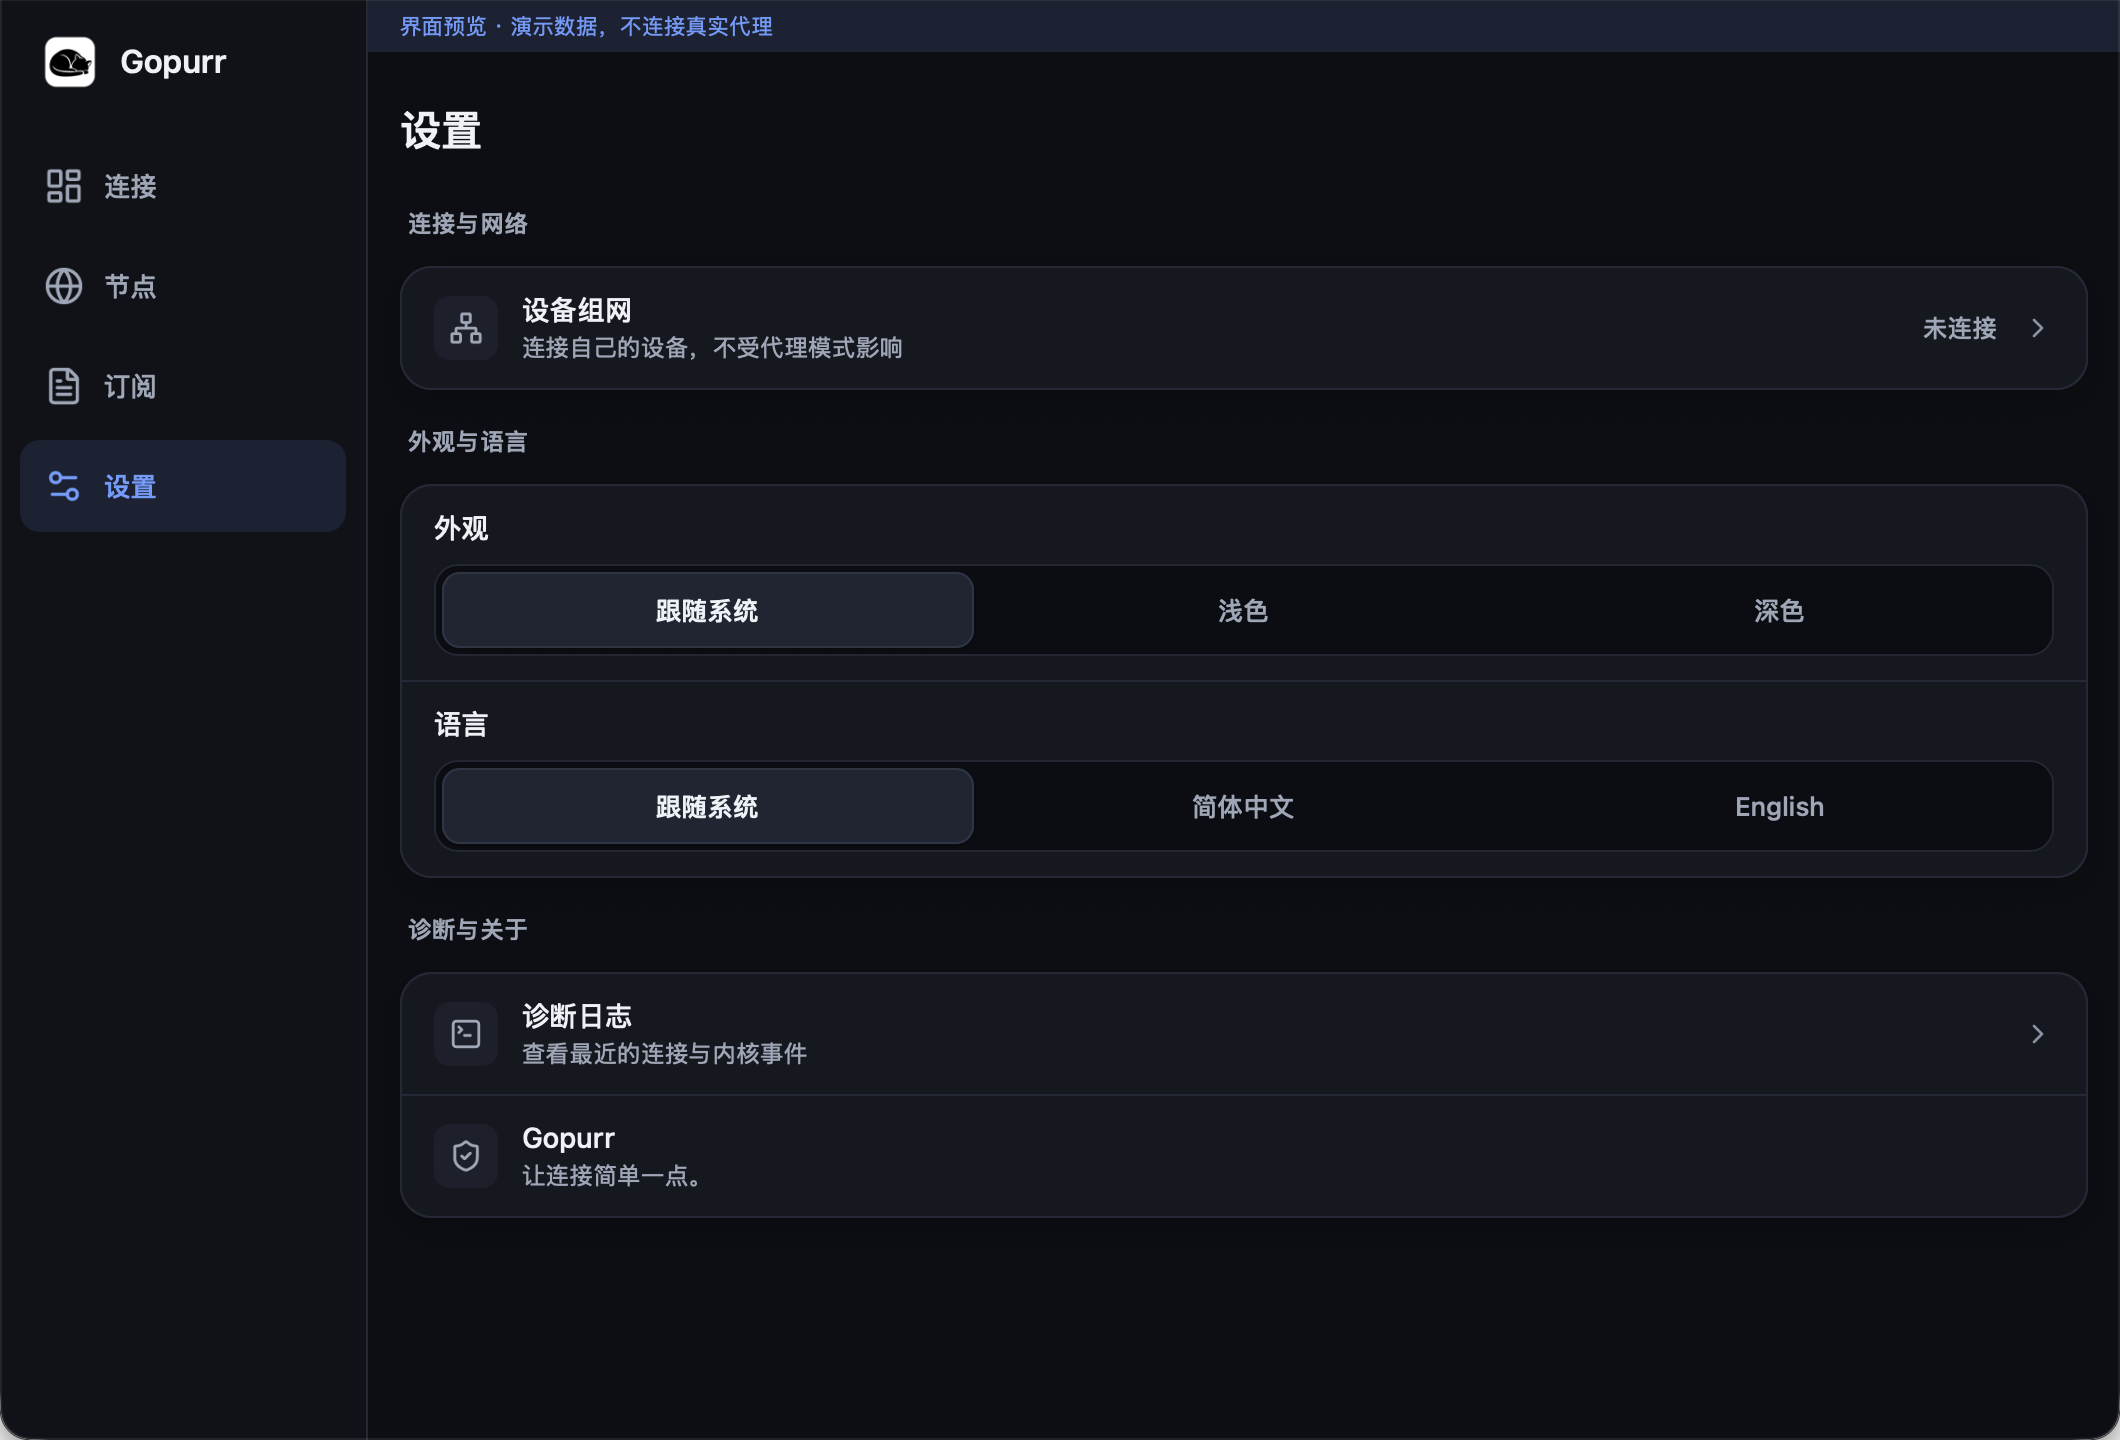 界面预览 · 演示数据，不连接真实代理
Gopurr
连接
节点
订阅
设置
设置
连接与网络
设备组网
连接自己的设备，不受代理模式影响
未连接
外观与语言
外观
跟随系统
浅色
深色
语言
跟随系统
简体中文
English
诊断与关于
诊断日志
查看最近的连接与内核事件
Gopurr
让连接简单一点。